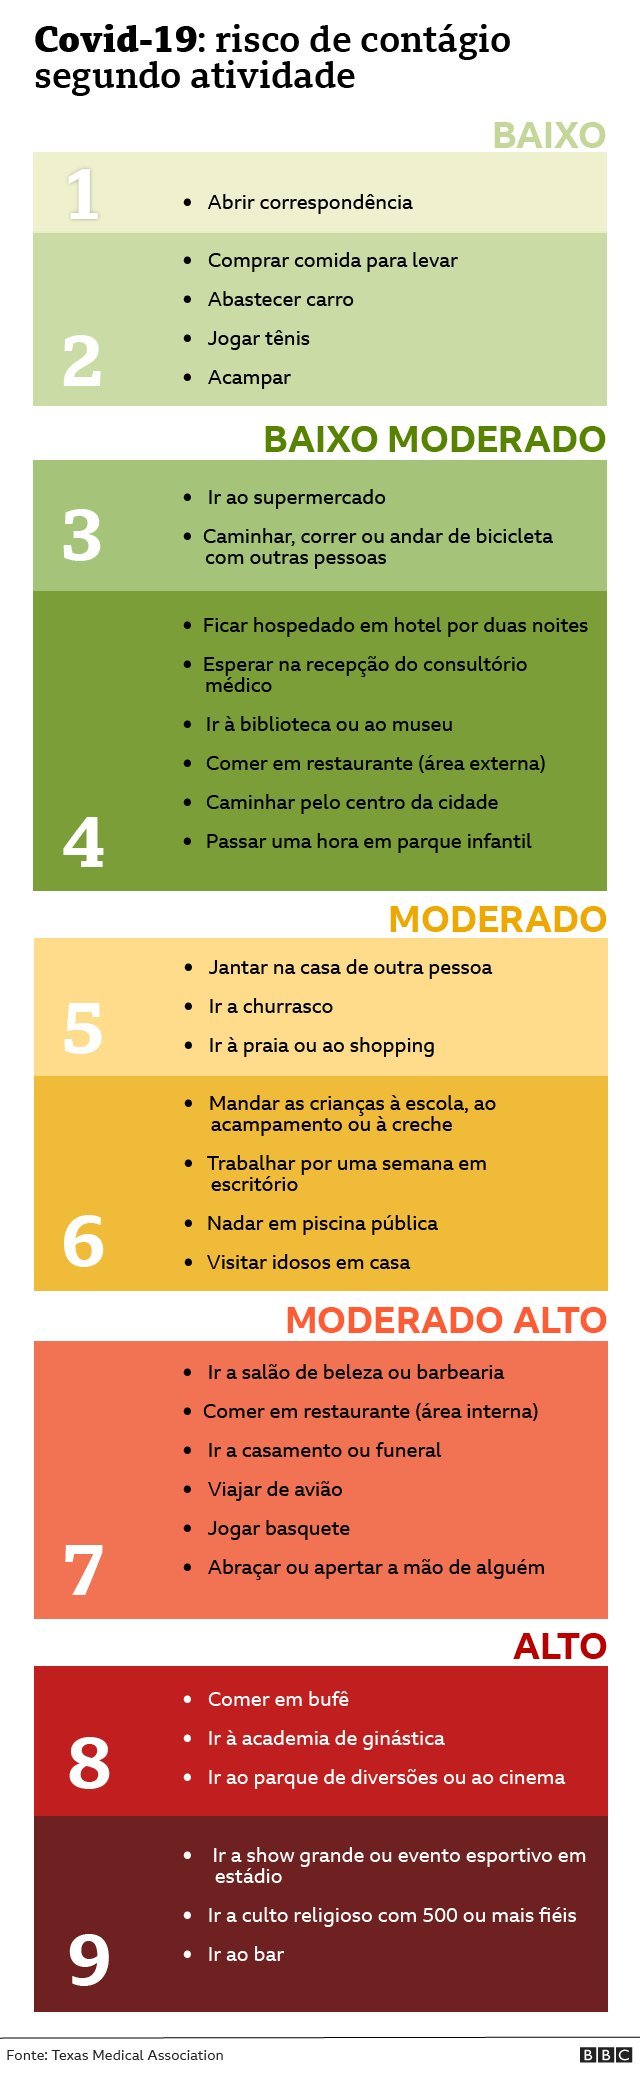 Covid-19: risco de contágio
segundo atividade
BAIXO
1
• Abrir correspondência
2
• Comprar comida para levar
• Abastecer carro
• Jogar tênis
• Acampar
BAIXO MODERADO
3
• Ir ao supermercado
• Caminhar, correr ou andar de bicicleta
com outras pessoas
4
• Ficar hospedado em hotel por duas noites
• Esperar na recepção do consultório
médico
• Ir à biblioteca ou ao museu
• Comer em restaurante (área externa)
• Caminhar pelo centro da cidade
• Passar uma hora em parque infantil
MODERADO
5
• Jantar na casa de outra pessoa
• Ir a churrasco
• Ir à praia ou ao shopping
6
• Mandar as crianças à escola, ao
acampamento ou à creche
• Trabalhar por uma semana em
escritório
• Nadar em piscina pública
• Visitar idosos em casa
MODERADO ALTO
7
• Ir a salão de beleza ou barbearia
• Comer em restaurante (área interna)
• Ir a casamento ou funeral
• Viajar de avião
• Jogar basquete
• Abraçar ou apertar a mão de alguém
ALTO
8
• Comer em bufê
• Ir à academia de ginástica
• Ir ao parque de diversões ou ao cinema
9
• Ir a show grande ou evento esportivo em
estádio
• Ir a culto religioso com 500 ou mais fiéis
• Ir ao bar
Fonte: Texas Medical Association
BBC